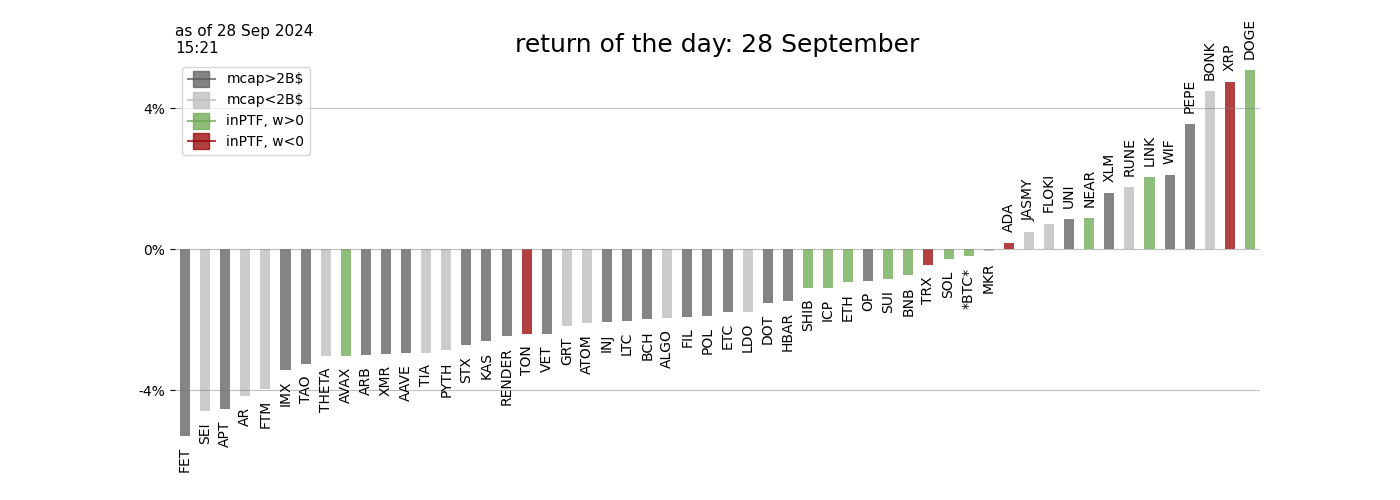 as of 28 Sep 2024
15:21
return of the day: 28 September
mcap>2B$
mcap<2B$
inPTF, w>0
inPTF, w<0
4%
0%
-4%
FET
SEI
APT
AR
FTM
IMX
TAO
THETA
AVAX
ARB
XMR
AAVE
TIA
PYTH
STX
KAS
RENDER
TON
VET
GRT
ATOM
INJ
LTC
BCH
ALGO
FIL
POL
ETC
LDO
DOT
HBAR
SHIB
ICP
ETH
OP
SUI
BNB
TRX
SOL
*BTC*
MKR
ADA
JASMY
FLOKI
UNI
NEAR
XLM
RUNE
LINK
WIF
PEPE
BONK
XRP
DOGE